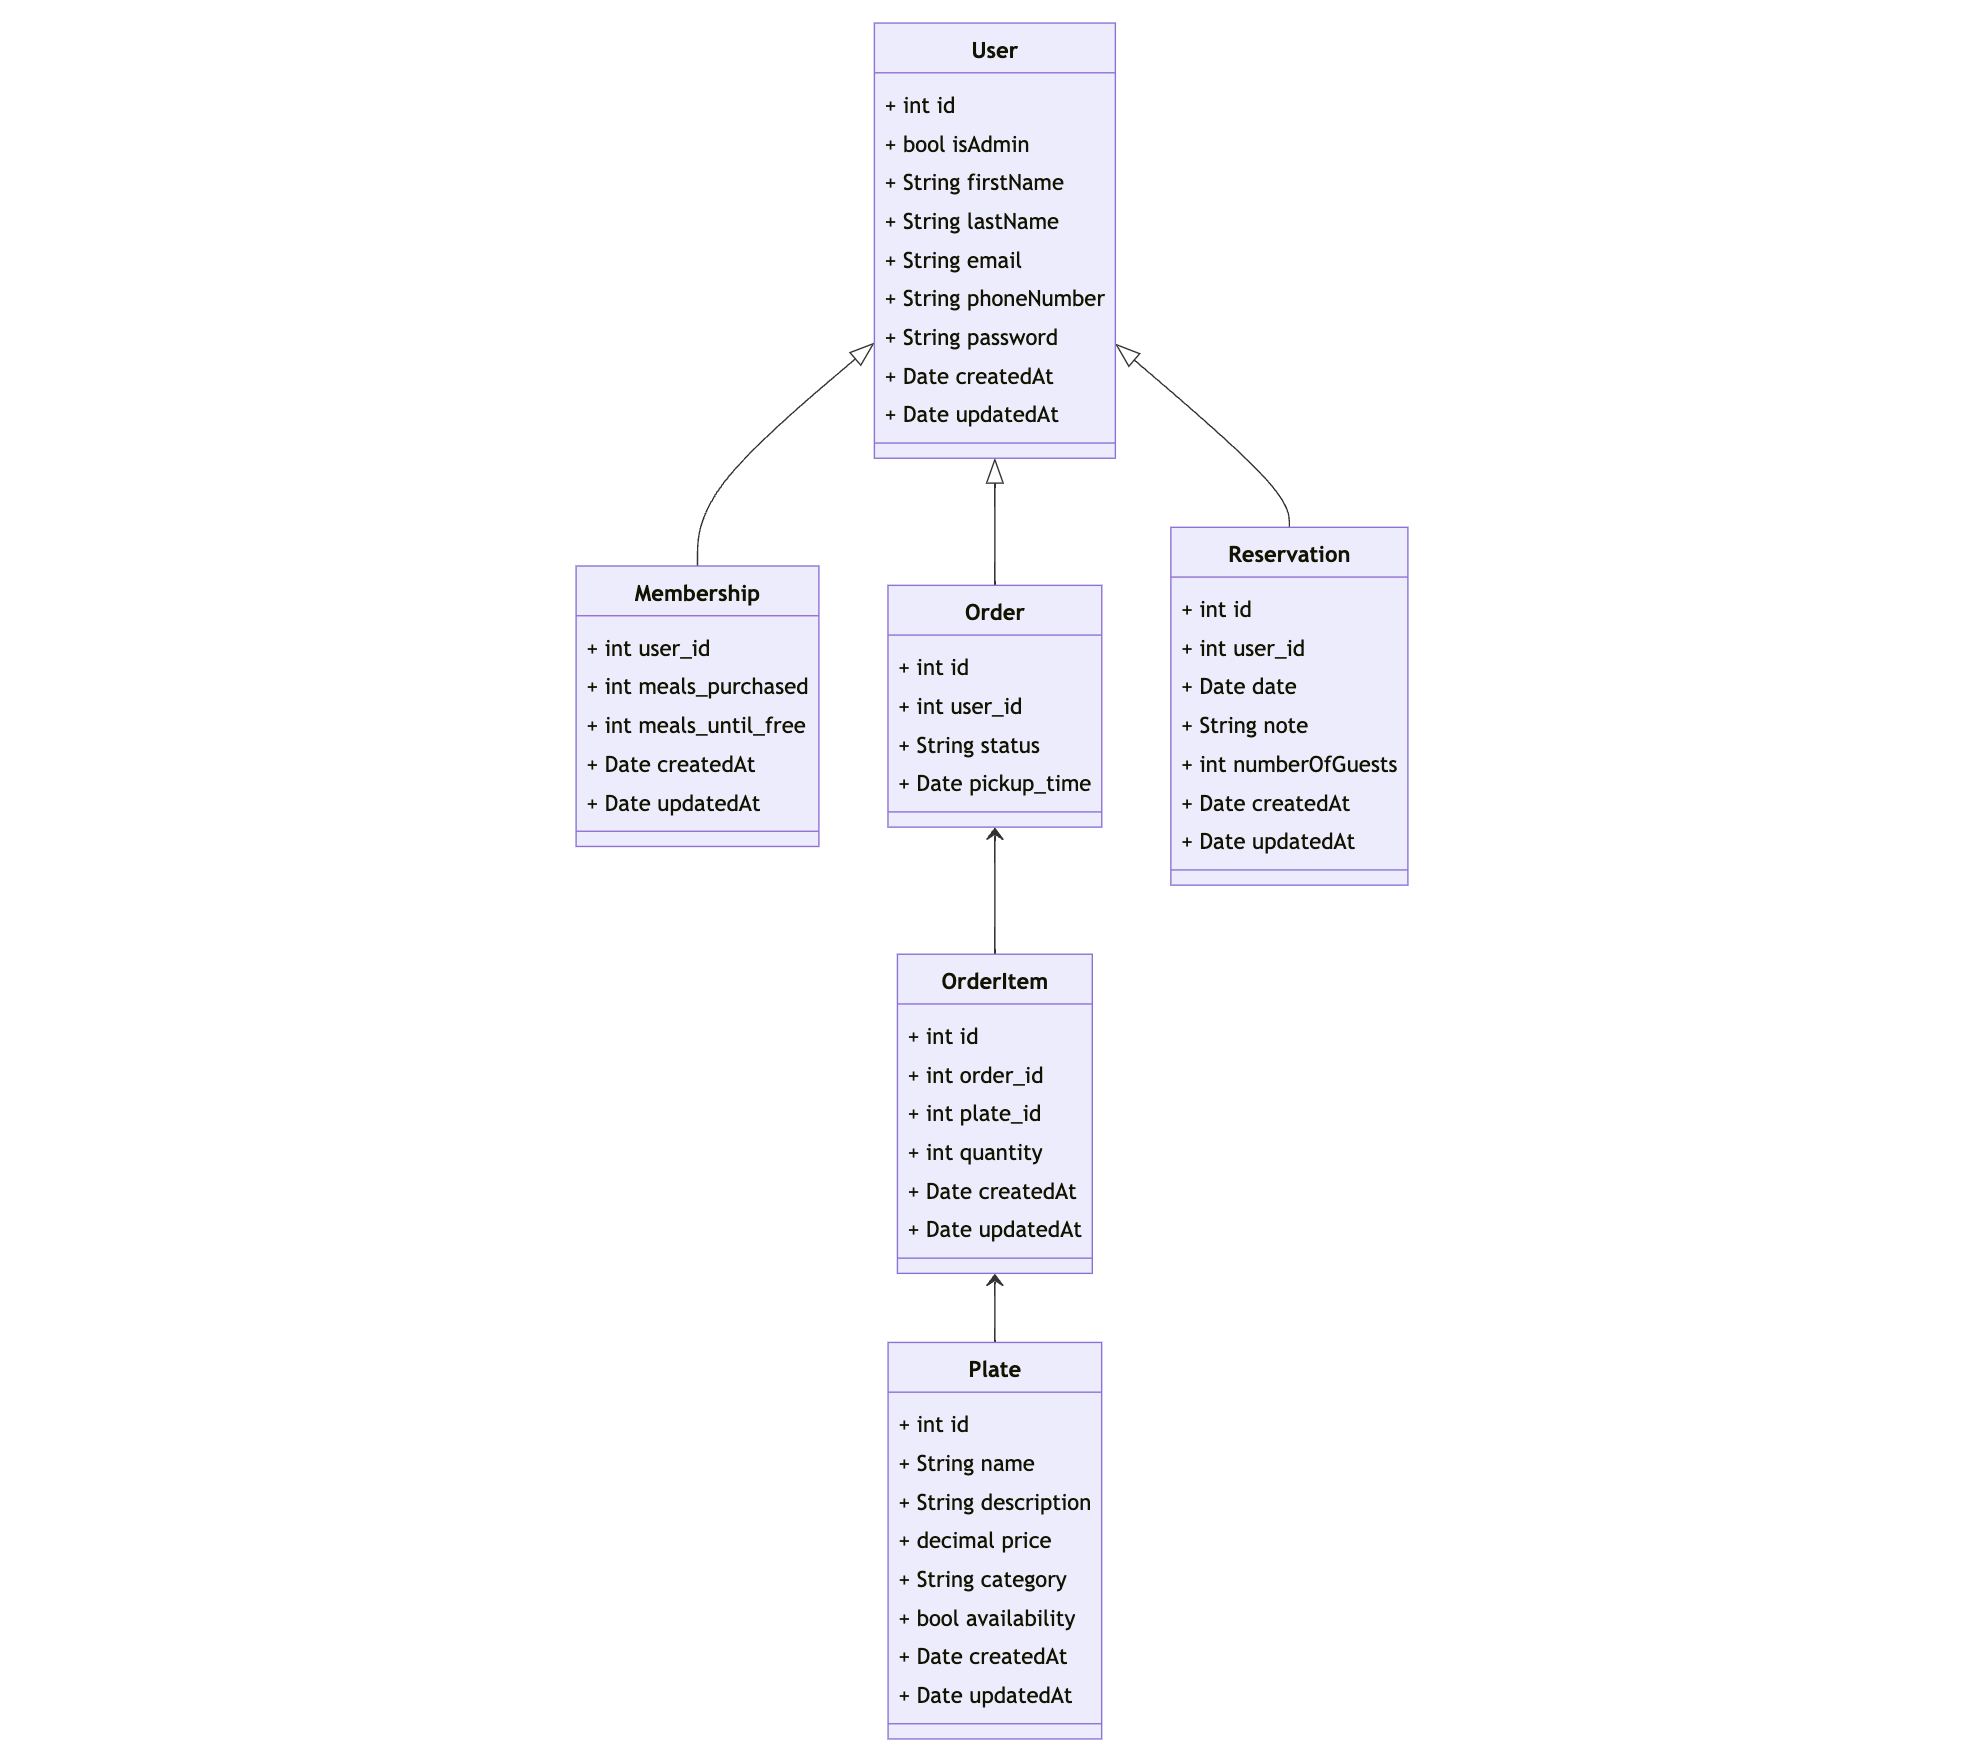 User
+ int id
+ bool isAdmin
+ String firstName
+ String lastName
+ String email
+ String phoneNumber
+ String password
+ Date createdAt
+ Date updatedAt
Membership
+ int user_id
+ int meals_purchased
+ int meals_until_free
+ Date createdAt
+ Date updatedAt
Order
+ int id
+ int user_id
+ String status
+ Date pickup_time
Reservation
+ int id
+ int user_id
+ Date date
+ String note
+ int numberOfGuests
+ Date createdAt
+ Date updatedAt
OrderItem
+ int id
+ int order_id
+ int plate_id
+ int quantity
+ Date createdAt
+ Date updatedAt
Plate
+ int id
+ String name
+ String description
+ decimal price
+ String category
+ bool availability
+ Date createdAt
+ Date updatedAt